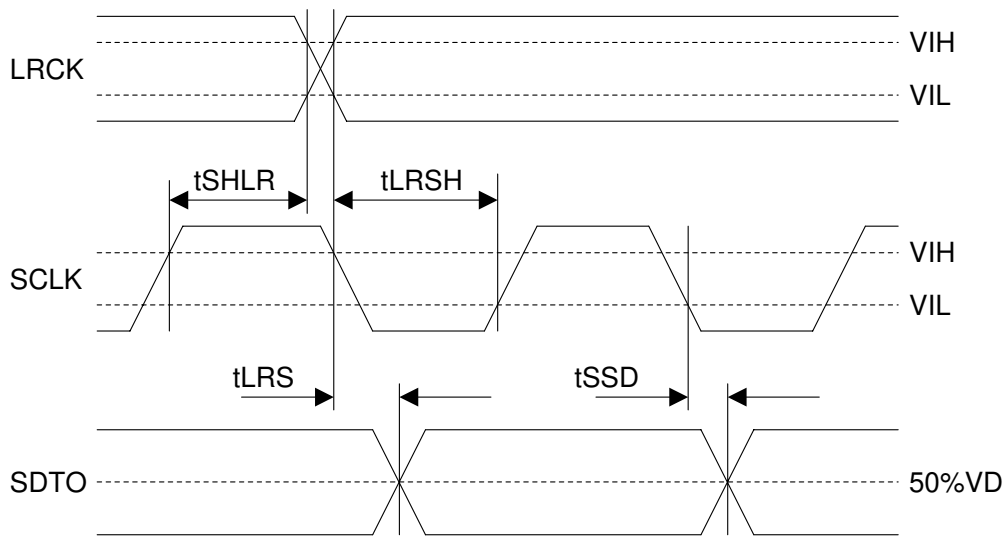 LRCK
VIH
VIL
tSHLR
tLRSH
SCLK
VIH
VIL
tLRS
tSSD
SDTO
50%VD